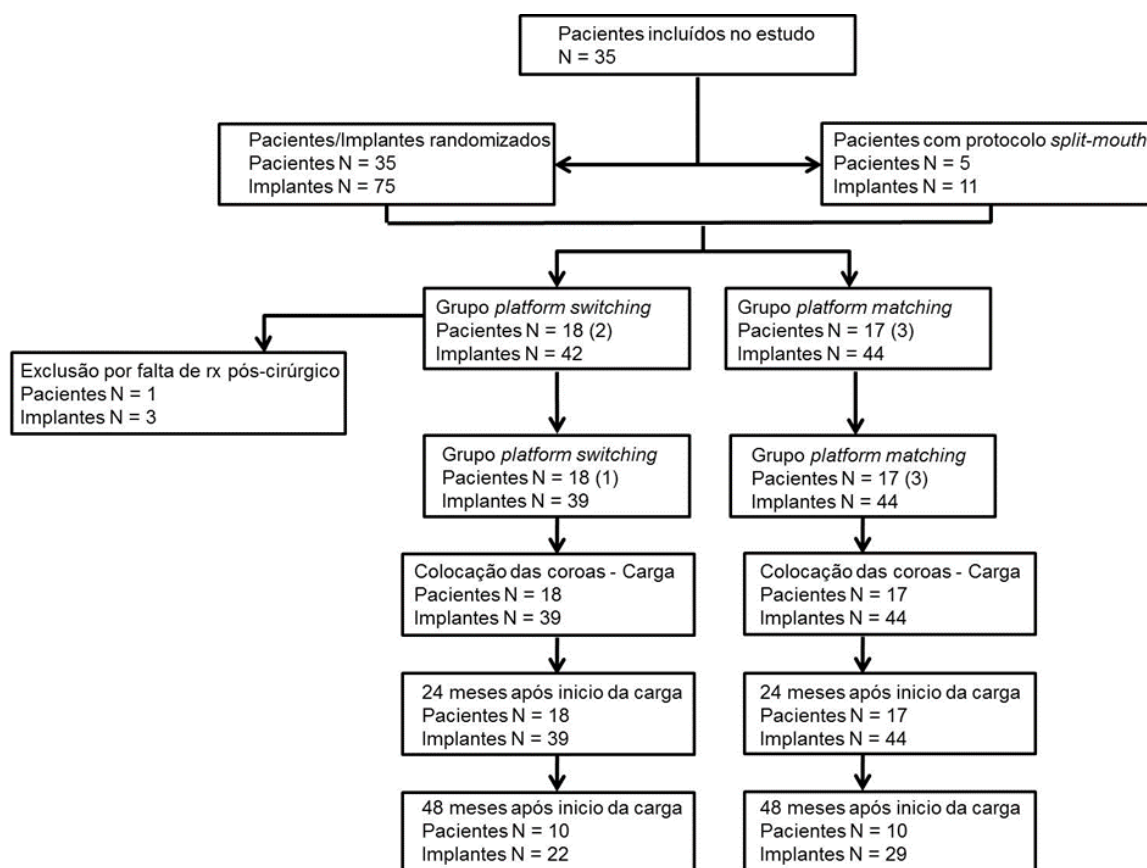 Pacientes incluídos no estudo
N = 35
Pacientes/Implantes randomizados
Pacientes N = 35
Implantes N = 75
Pacientes com protocolo split-mouth
Pacientes N = 5
Implantes N = 11
Grupo platform switching
Pacientes N = 18 (2)
Implantes N = 42
Grupo platform matching
Pacientes N = 17 (3)
Implantes N = 44
Exclusão por falta de rx pós-cirúrgico
Pacientes N = 1
Implantes N = 3
Grupo platform switching
Pacientes N = 18 (1)
Implantes N = 39
Grupo platform matching
Pacientes N = 17 (3)
Implantes N = 44
Colocação das coroas - Carga
Pacientes N = 18
Implantes N = 39
Colocação das coroas - Carga
Pacientes N = 17
Implantes N = 44
24 meses após inicio da carga
Pacientes N = 18
Implantes N = 39
24 meses após inicio da carga
Pacientes N = 17
Implantes N = 44
48 meses após inicio da carga
Pacientes N = 10
Implantes N = 22
48 meses após inicio da carga
Pacientes N = 10
Implantes N = 29